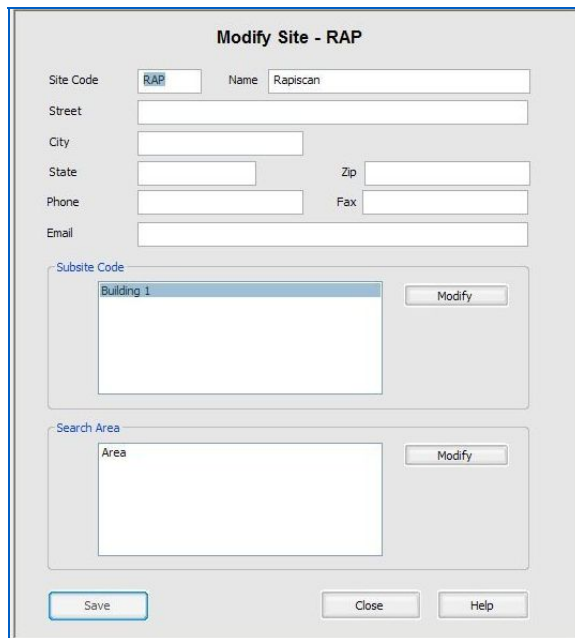 Modify Site - RAP
Site Code RAP Name Rapiscan
Street
City
State Zip
Phone Fax
Email
Subsite Code
Building 1 Modify
Search Area
Area Modify
Save Close Help